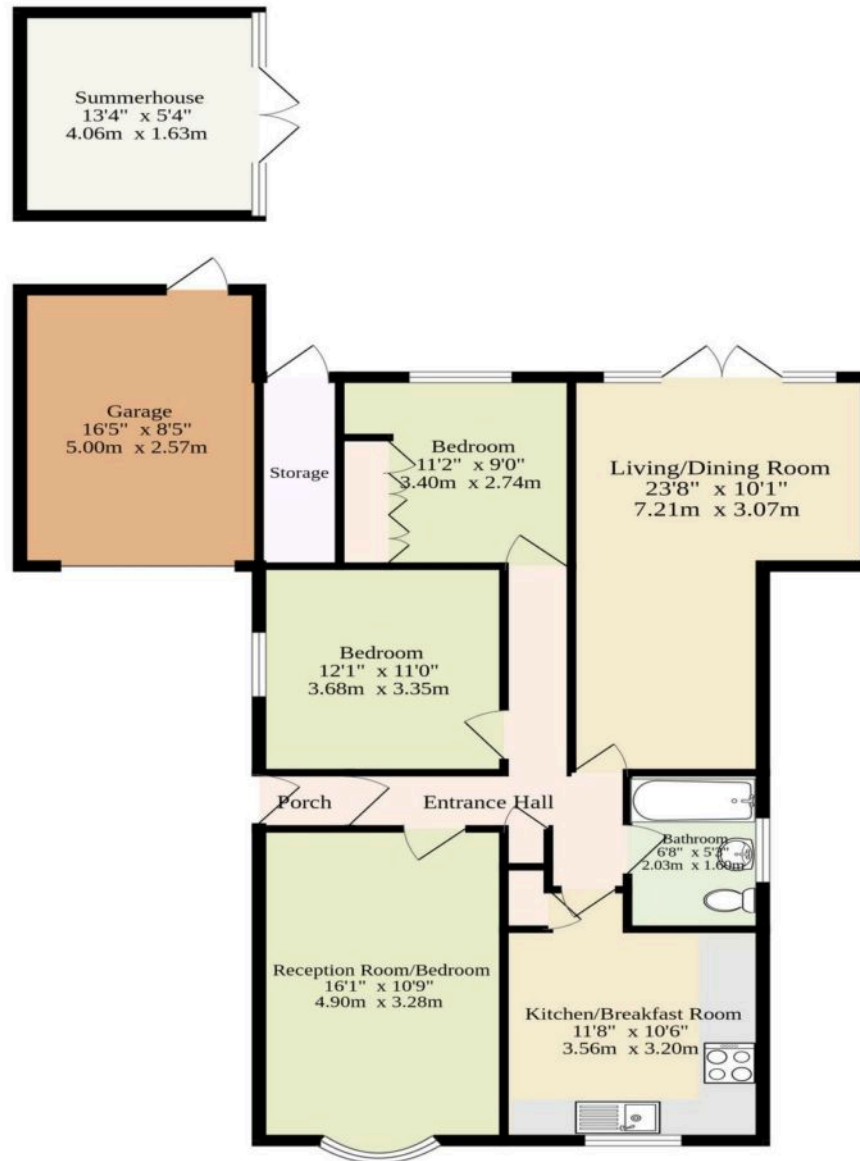 Summerhouse
13'4" x 5'4"
4.06m x 1.63m
Garage
16'5" x 8'5"
5.00m x 2.57m
Storage
Bedroom
11'2" x 9'0"
3.40m x 2.74m
Living/Dining Room
23'8" x 10'1"
7.21m x 3.07m
Bedroom
12'1" x 11'0"
3.68m x 3.35m
Porch
Entrance Hall
Bathroom
6'8" x 5'3"
2.03m x 1.60m
Reception Room/Bedroom
16'1" x 10'9"
4.90m x 3.28m
Kitchen/Breakfast Room
11'8" x 10'6"
3.56m x 3.20m